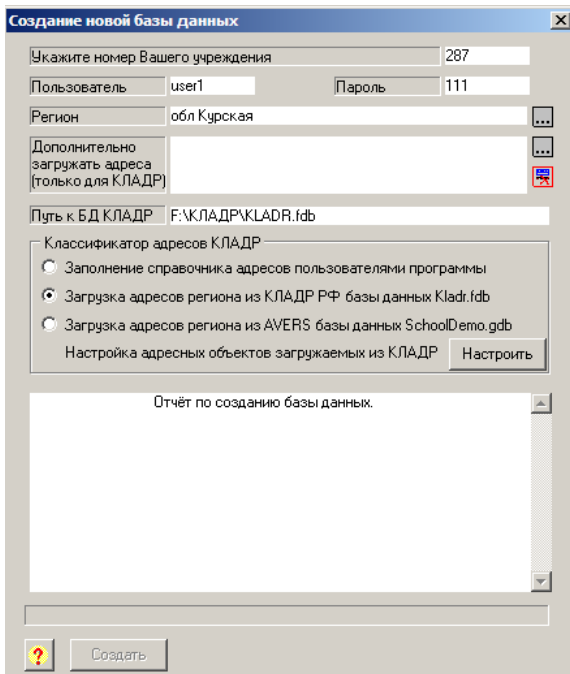 Создание новой базы данных
Укажите номер Вашего учреждения 287
Пользователь user1 Пароль 111
Регион обл Курская ...
Дополнительно ...
загружать адреса
(только для КЛАДР)
Путь к БД КЛАДР F:\КЛАДР\KLADR.fdb
Классификатор адресов КЛАДР
Заполнение справочника адресов пользователями программы
Загрузка адресов региона из КЛАДР РФ базы данных Kladr.fdb
Загрузка адресов региона из AVERS базы данных SchoolDemo.gdb
Настройка адресных объектов загружаемых из КЛАДР Настроить
Отчёт по созданию базы данных.
? Создать